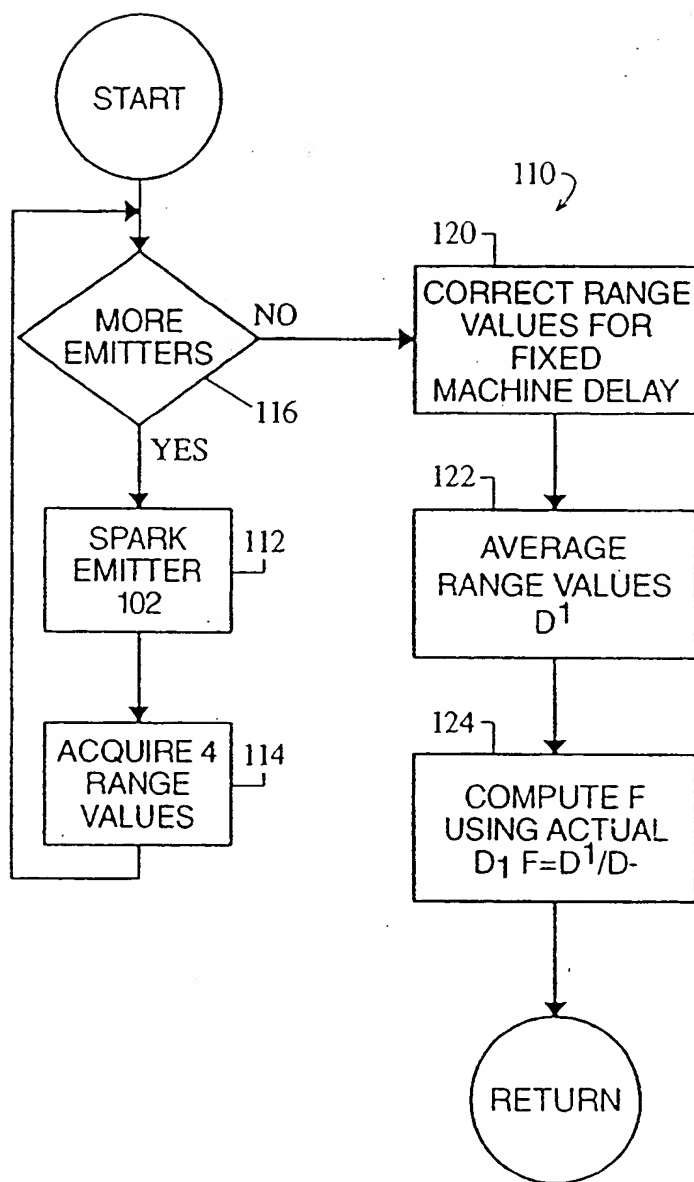 START
110
120
CORRECT RANGE
VALUES FOR
FIXED
MACHINE DELAY
MORE
EMITTERS
NO
116
YES
122
SPARK
EMITTER
102
112
AVERAGE
RANGE VALUES
D¹
124
ACQUIRE 4
RANGE
VALUES
114
COMPUTE F
USING ACTUAL
D1 F=D¹/D-
RETURN